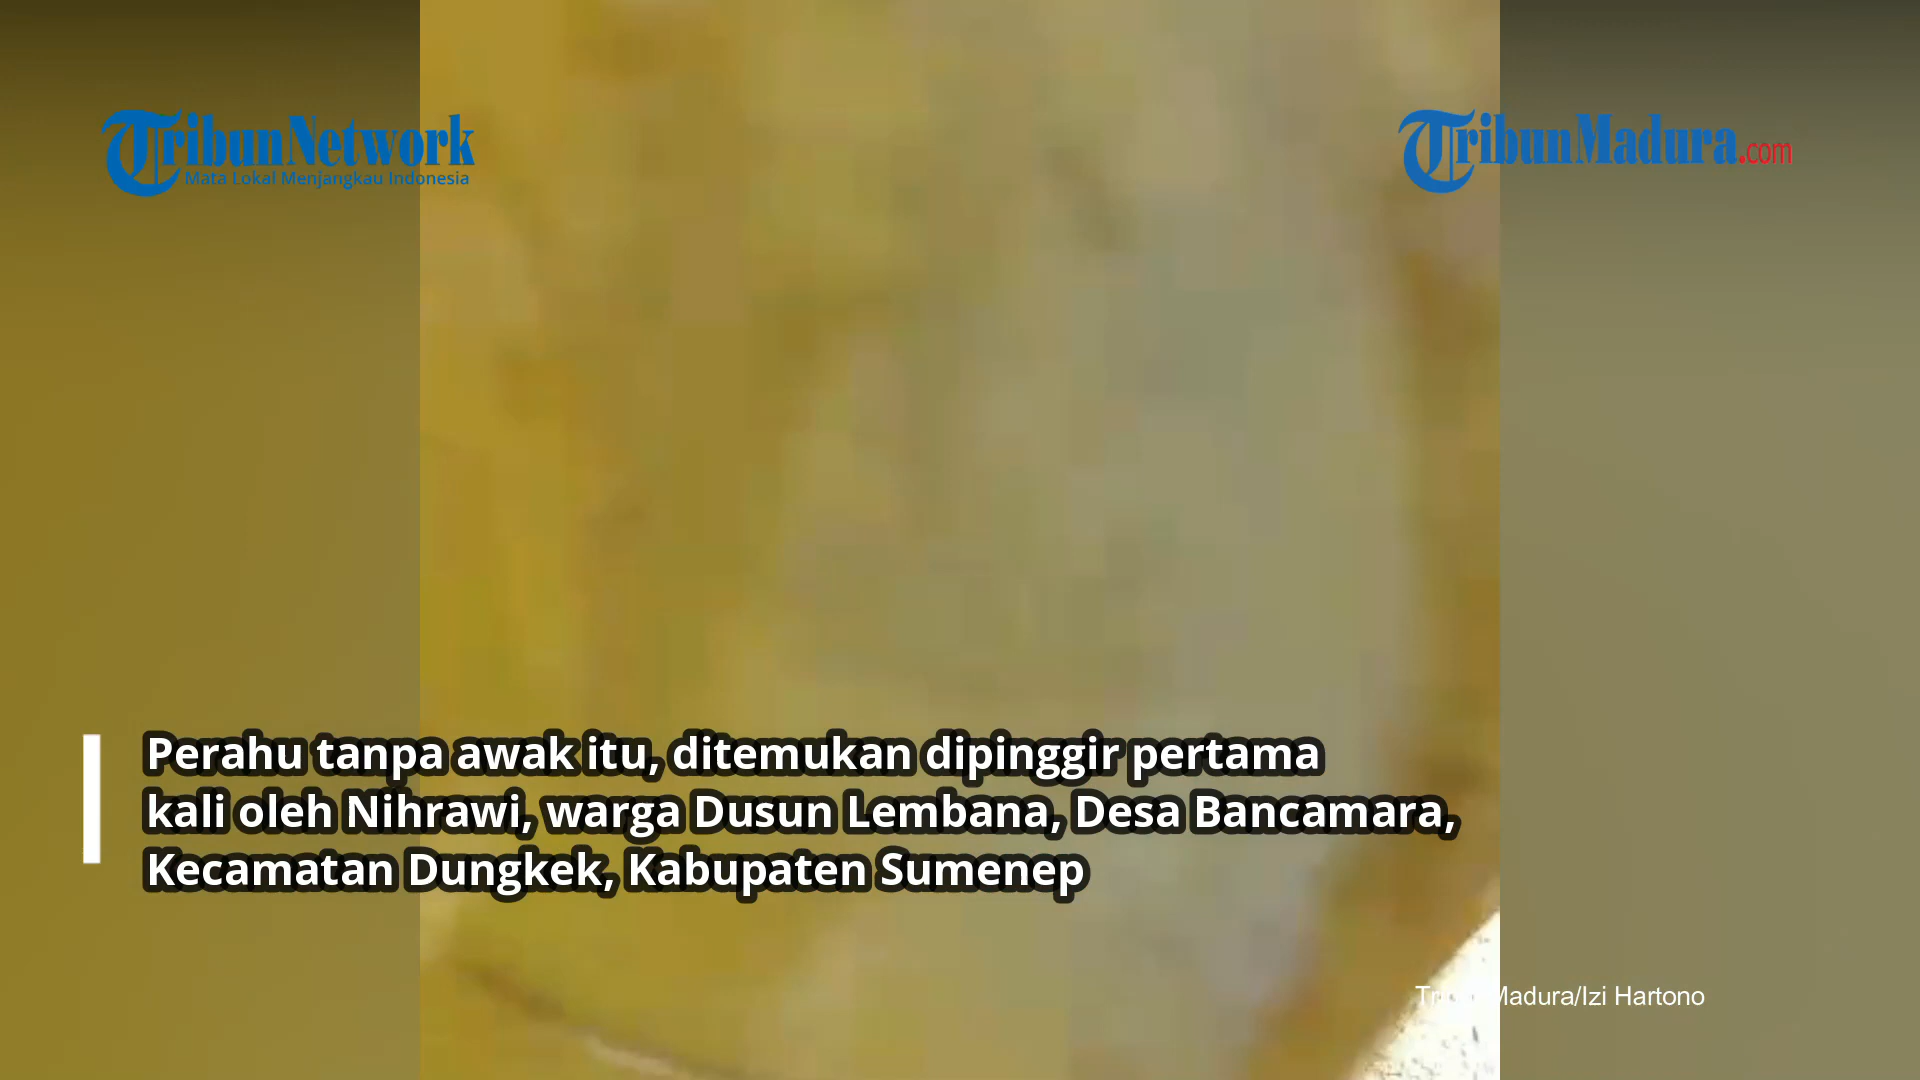 TribunNetwork
Mata Lokal Menjangkau Indonesia
TribunMadura.com
Perahu tanpa awak itu, ditemukan dipinggir pertama
kali oleh Nihrawi, warga Dusun Lembana, Desa Bancamara,
Kecamatan Dungkek, Kabupaten Sumenep
TribunMadura/Izi Hartono